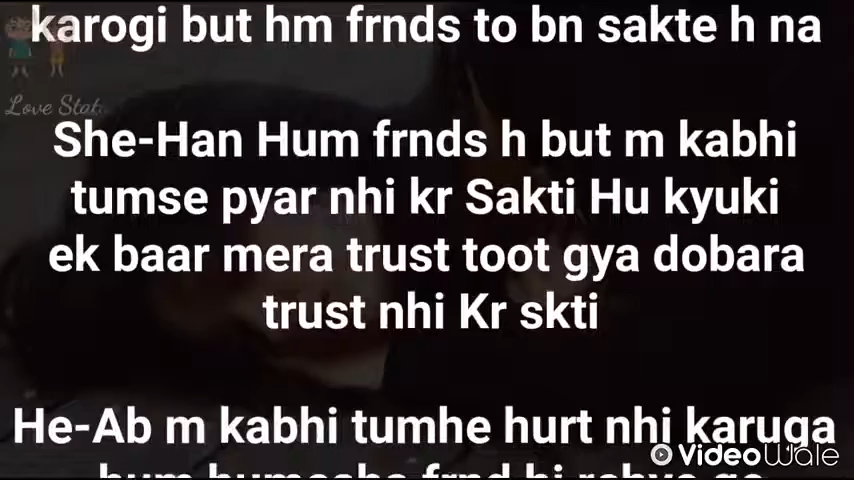 karogi but hm frnds to bn sakte h na
Love Stat
She-Han Hum frnds h but m kabhi
tumse pyar nhi kr Sakti Hu kyuki
ek baar mera trust toot gya dobara
trust nhi Kr skti
He-Ab m kabhi tumhe hurt nhi karuga
VideoWale